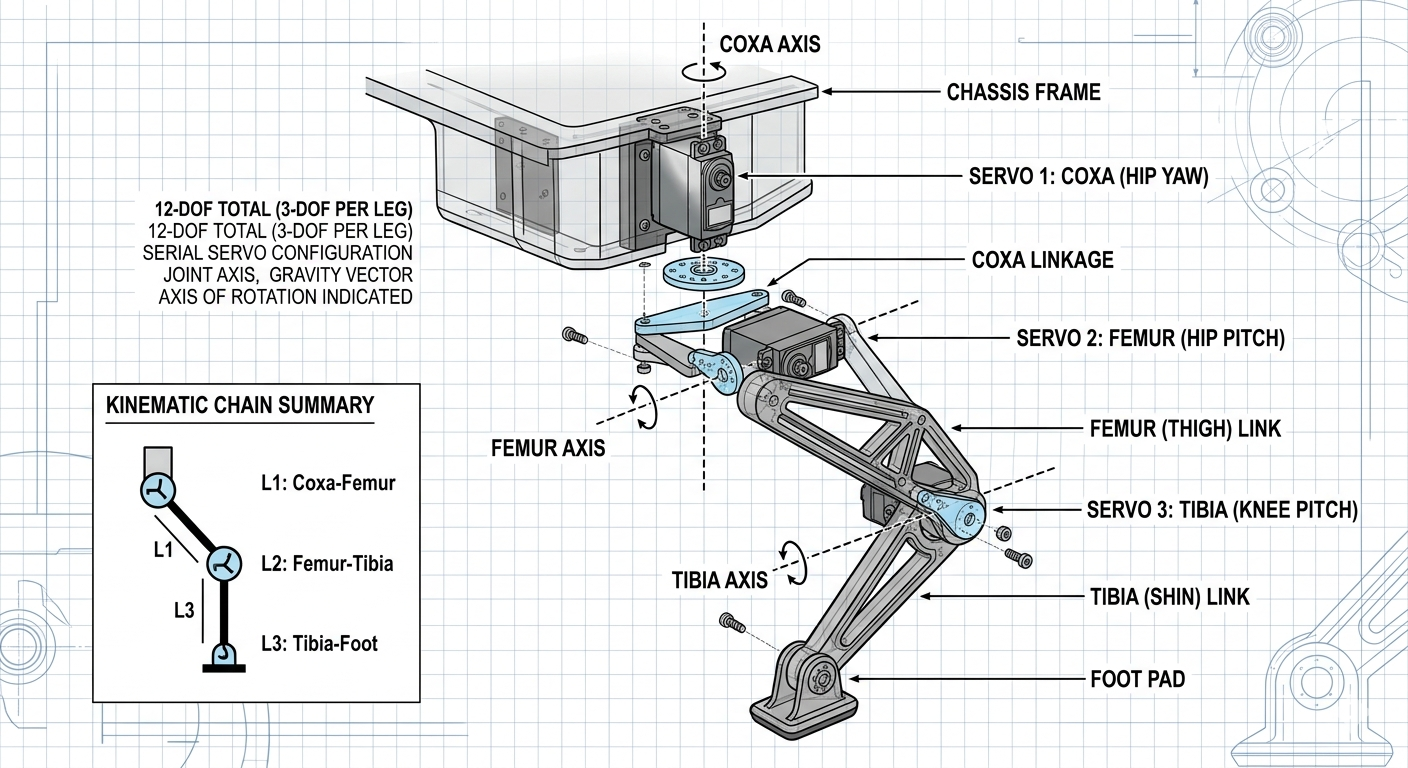 COXA AXIS
CHASSIS FRAME
SERVO 1: COXA (HIP YAW)
12-DOF TOTAL (3-DOF PER LEG)
12-DOF TOTAL (3-DOF PER LEG)
SERIAL SERVO CONFIGURATION
JOINT AXIS, GRAVITY VECTOR
AXIS OF ROTATION INDICATED
COXA LINKAGE
SERVO 2: FEMUR (HIP PITCH)
FEMUR AXIS
FEMUR (THIGH) LINK
SERVO 3: TIBIA (KNEE PITCH)
TIBIA AXIS
TIBIA (SHIN) LINK
FOOT PAD
KINEMATIC CHAIN SUMMARY
L1: Coxa-Femur
L1
L2: Femur-Tibia
L3
L3: Tibia-Foot